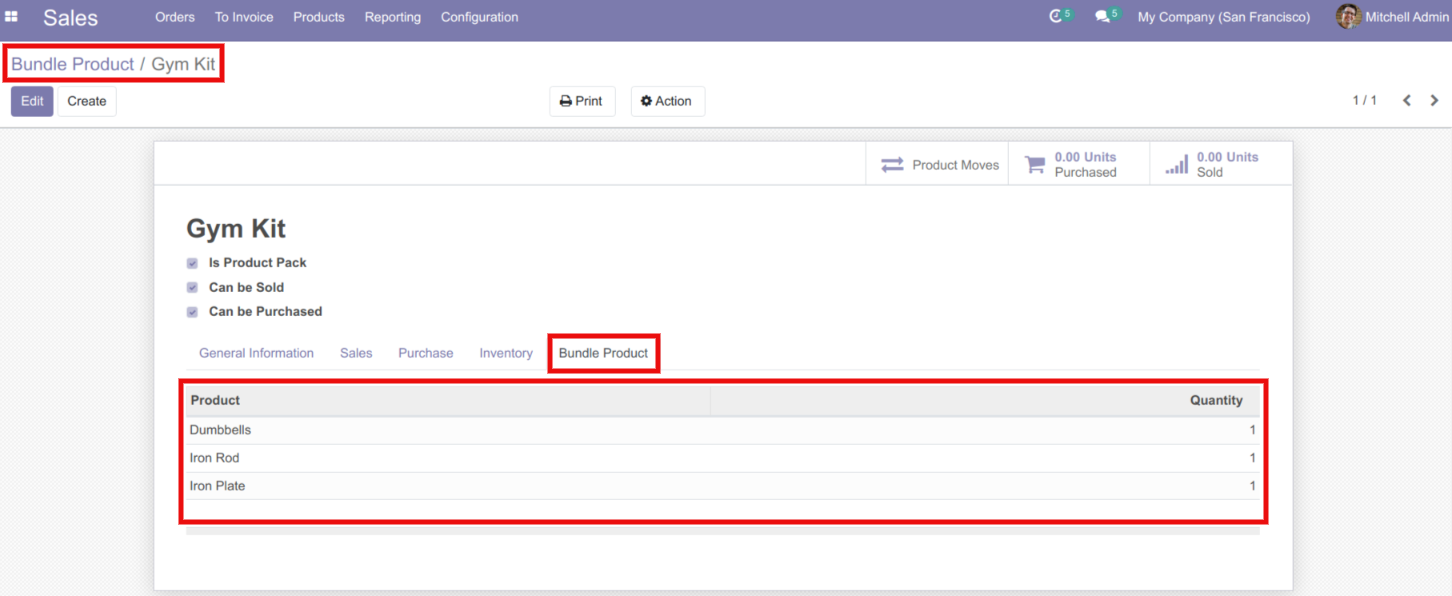 Sales Orders To Invoice Products Reporting Configuration 5 5 My Company (San Francisco) Mitchell Admin
Bundle Product / Gym Kit
Edit Create Print Action 1 / 1
Product Moves 0.00 Units Purchased 0.00 Units Sold
Gym Kit
Is Product Pack
Can be Sold
Can be Purchased
General Information Sales Purchase Inventory Bundle Product
Product Quantity
Dumbbells 1
Iron Rod 1
Iron Plate 1